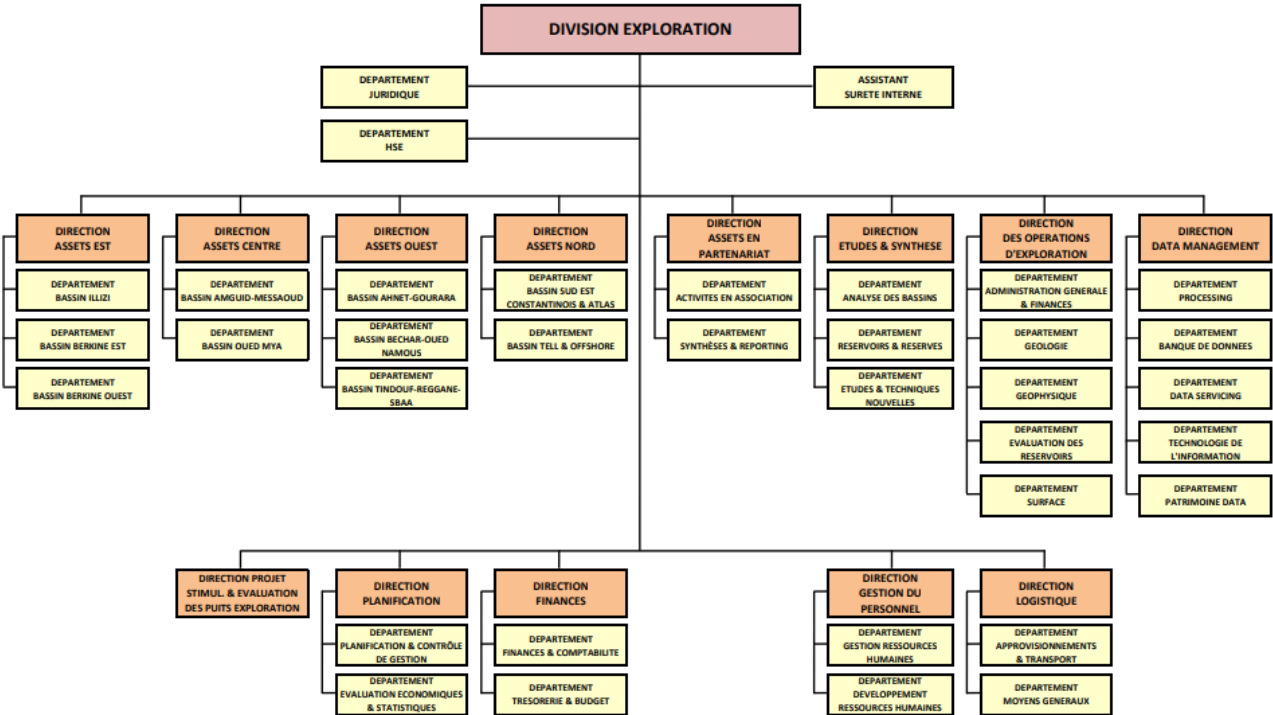 DIVISION EXPLORATION
DEPARTEMENT
JURIDIQUE
ASSISTANT
SURETE INTERNE
DEPARTEMENT
HSE
DIRECTION
ASSETS EST
DEPARTEMENT
BASSIN ILLIZI
DEPARTEMENT
BASSIN BERKINE EST
DEPARTEMENT
BASSIN BERKINE OUEST
DIRECTION
ASSETS CENTRE
DEPARTEMENT
BASSIN AMGUID-MESSAOUD
DEPARTEMENT
BASSIN OUED MYA
DIRECTION
ASSETS OUEST
DEPARTEMENT
BASSIN AHNET-GOURARA
DEPARTEMENT
BASSIN BECHAR-OUED
NAMOUS
DEPARTEMENT
BASSIN TINDOUF-REGGANE-
SBAA
DIRECTION
ASSETS NORD
DEPARTEMENT
BASSIN SUD EST
CONSTANTINOIS & ATLAS
DEPARTEMENT
BASSIN TELL & OFFSHORE
DIRECTION
ASSETS EN
PARTENARIAT
DEPARTEMENT
ACTIVITES EN ASSOCIATION
DEPARTEMENT
SYNTHÈSES & REPORTING
DIRECTION
ETUDES & SYNTHESE
DEPARTEMENT
ANALYSE DES BASSINS
DEPARTEMENT
RESERVOIRS & RESERVES
DEPARTEMENT
ETUDES & TECHNIQUES
NOUVELLES
DIRECTION
DES OPERATIONS
D'EXPLORATION
DEPARTEMENT
ADMINISTRATION GENERALE
& FINANCES
DEPARTEMENT
GEOLOGIE
DEPARTEMENT
GEOPHYSIQUE
DEPARTEMENT
EVALUATION DES
RESERVOIRS
DEPARTEMENT
SURFACE
DIRECTION
DATA MANAGEMENT
DEPARTEMENT
PROCESSING
DEPARTEMENT
BANQUE DE DONNEES
DEPARTEMENT
DATA SERVICING
DEPARTEMENT
TECHNOLOGIE DE
L'INFORMATION
DEPARTEMENT
PATRIMOINE DATA
DIRECTION PROJET
STIMUL. & EVALUATION
DES PUITS EXPLORATION
DIRECTION
PLANIFICATION
DEPARTEMENT
PLANIFICATION & CONTRÔLE
DE GESTION
DEPARTEMENT
EVALUATION ECONOMIQUES
& STATISTIQUES
DIRECTION
FINANCES
DEPARTEMENT
FINANCES & COMPTABILITE
DEPARTEMENT
TRESORERIE & BUDGET
DIRECTION
GESTION DU
PERSONNEL
DEPARTEMENT
GESTION RESSOURCES
HUMAINES
DEPARTEMENT
DEVELOPPEMENT
RESSOURCES HUMAINES
DIRECTION
LOGISTIQUE
DEPARTEMENT
APPROVISIONNEMENTS
& TRANSPORT
DEPARTEMENT
MOYENS GENERAUX